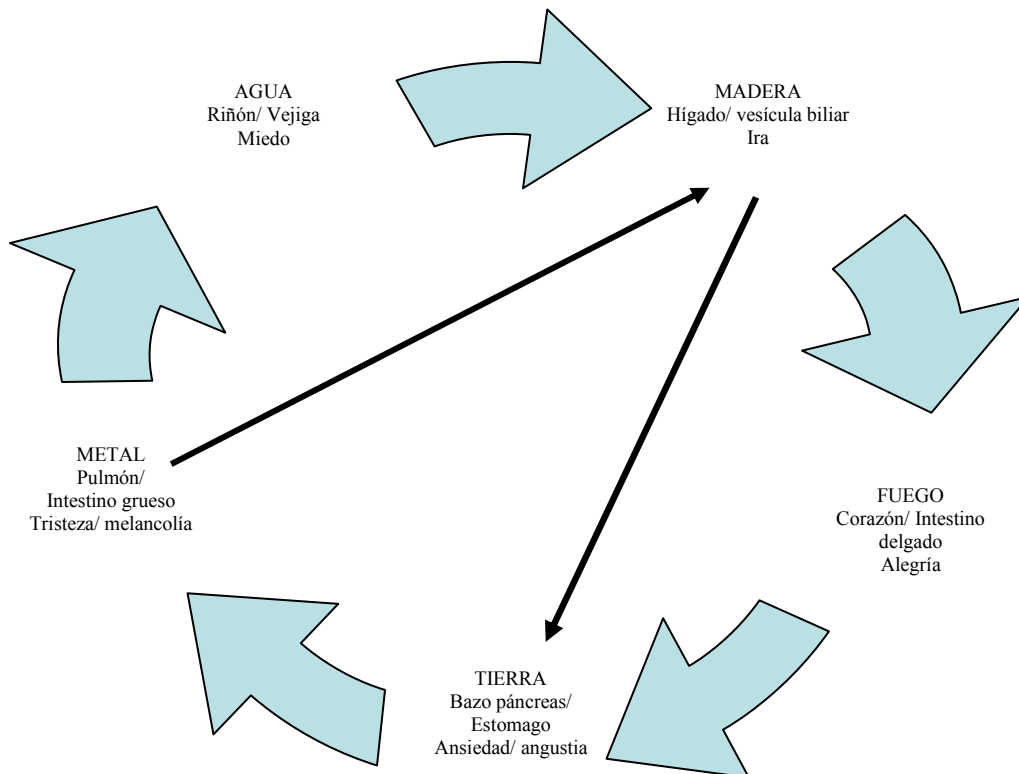 AGUA
Riñón/ Vejiga
Miedo
MADERA
Hígado/ vesícula biliar
Ira
METAL
Pulmón/
Intestino grueso
Tristeza/ melancolía
FUEGO
Corazón/ Intestino
delgado
Alegría
TIERRA
Bazo páncreas/
Estomago
Ansiedad/ angustia